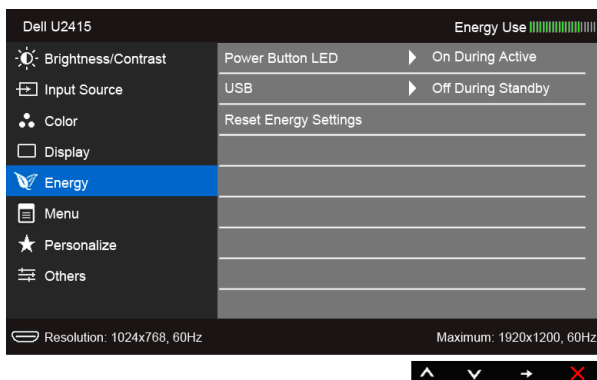 Dell U2415 Energy Use
Brightness/Contrast Power Button LED On During Active
Input Source USB Off During Standby
Color Reset Energy Settings
Display
Energy
Menu
Personalize
Others
Resolution: 1024x768, 60Hz Maximum: 1920x1200, 60Hz